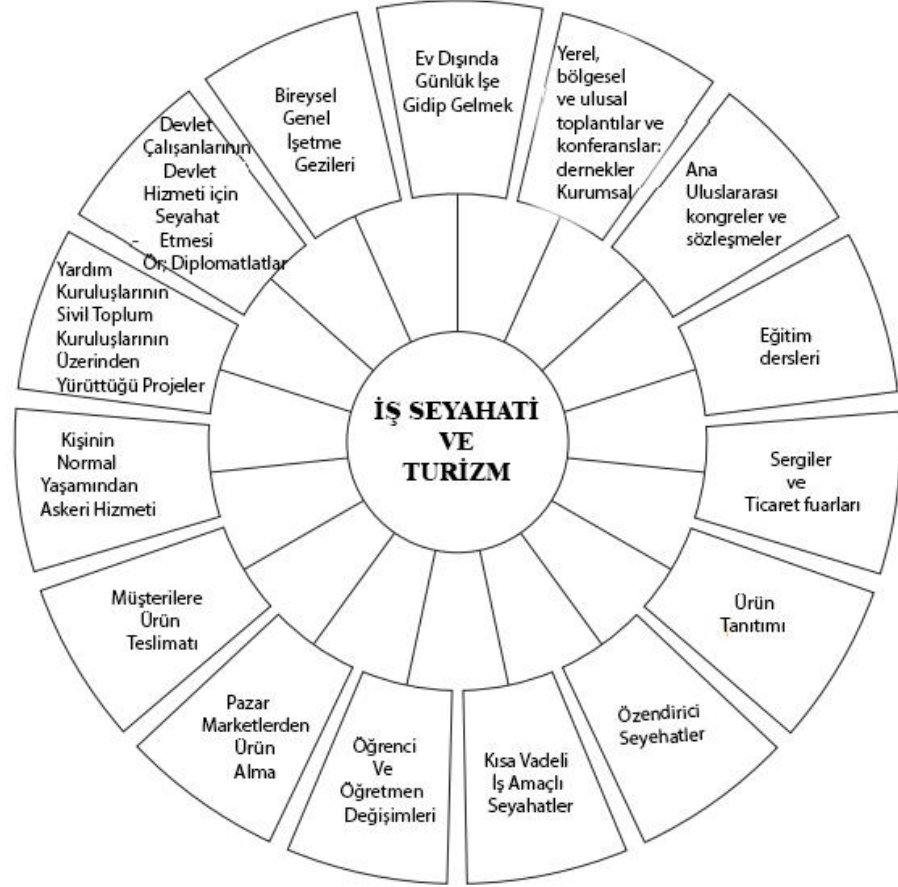 İŞ SEYAHATİ
VE
TURİZM
Ev Dışında
Günlük İşe
Gidip Gelmek
Yerel,
bölgesel
ve ulusal
toplantılar ve
konferanslar:
dernekler
Kurumsal
Ana
Uluslararası
kongreler ve
sözleşmeler
Eğitim
dersleri
Sergiler
ve
Ticaret fuarları
Ürün
Tanıtımı
Özendirici
Seyehatler
Kısa Vadeli
İş Amaçlı
Seyahatler
Öğrenci
Ve
Öğretmen
Değişimleri
Pazar
Marketlerden
Ürün
Alma
Müşterilere
Ürün
Teslimatı
Kişinin
Normal
Yaşamından
Askeri Hizmeti
Yardım
Kuruluşlarının
Sivil Toplum
Kuruluşlarının
Üzerinden
Yürüttüğü Projeler
Devlet
Çalışanlarının
Devlet
Hizmeti için
Seyahat
Etmesi
Ör; Diplomatlatlar
Bireysel
Genel
İşetme
Gezileri